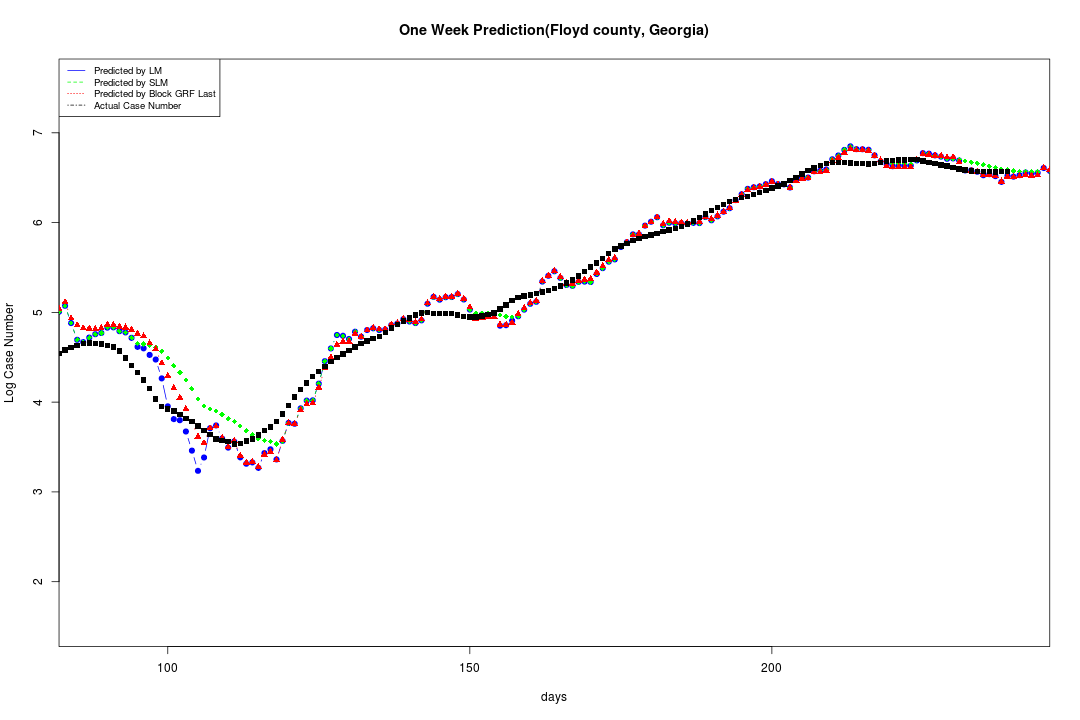 One Week Prediction(Floyd county, Georgia)
Predicted by LM
Predicted by SLM
Predicted by Block GRF Last
Actual Case Number
7
6
5
4
3
2
Log Case Number
100
150
200
days